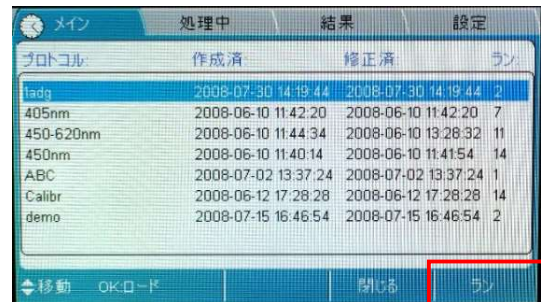 メイン 処理中 結果 設定
プロトコル: 作成済: 修正済: ラン:
1adg 2008-07-30 14:19:44 2008-07-30 14:19:44 2
405nm 2008-06-10 11:42:20 2008-06-10 11:42:20 7
450-620nm 2008-06-10 11:44:34 2008-06-10 13:28:32 11
450nm 2008-06-10 11:40:14 2008-06-10 11:41:54 14
ABC 2008-07-02 13:37:24 2008-07-02 13:37:24 1
Calibr 2008-06-12 17:28:28 2008-06-12 17:28:28 14
demo 2008-07-15 16:46:54 2008-07-15 16:46:54 2
移動 OK:ロード 閉じる ラン